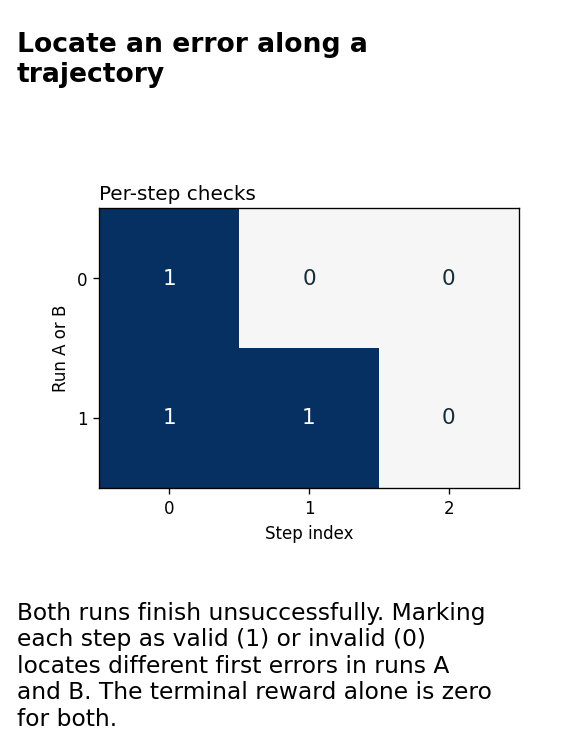 Locate an error along a
trajectory
Per-step checks
Run A or B
0
1
0
0
1
1
1
0
0
1
2
Step index
Both runs finish unsuccessfully. Marking
each step as valid (1) or invalid (0)
locates different first errors in runs A
and B. The terminal reward alone is zero
for both.